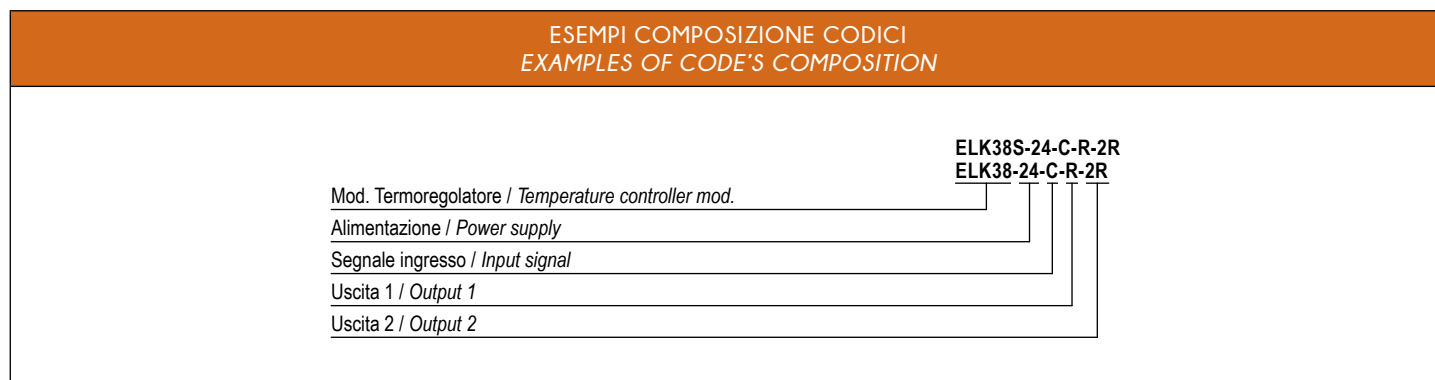 ESEMPI COMPOSIZIONE CODICI
EXAMPLES OF CODE'S COMPOSITION
ELK38S-24-C-R-2R
ELK38-24-C-R-2R
Mod. Termoregolatore / Temperature controller mod.
Alimentazione / Power supply
Segnale ingresso / Input signal
Uscita 1 / Output 1
Uscita 2 / Output 2